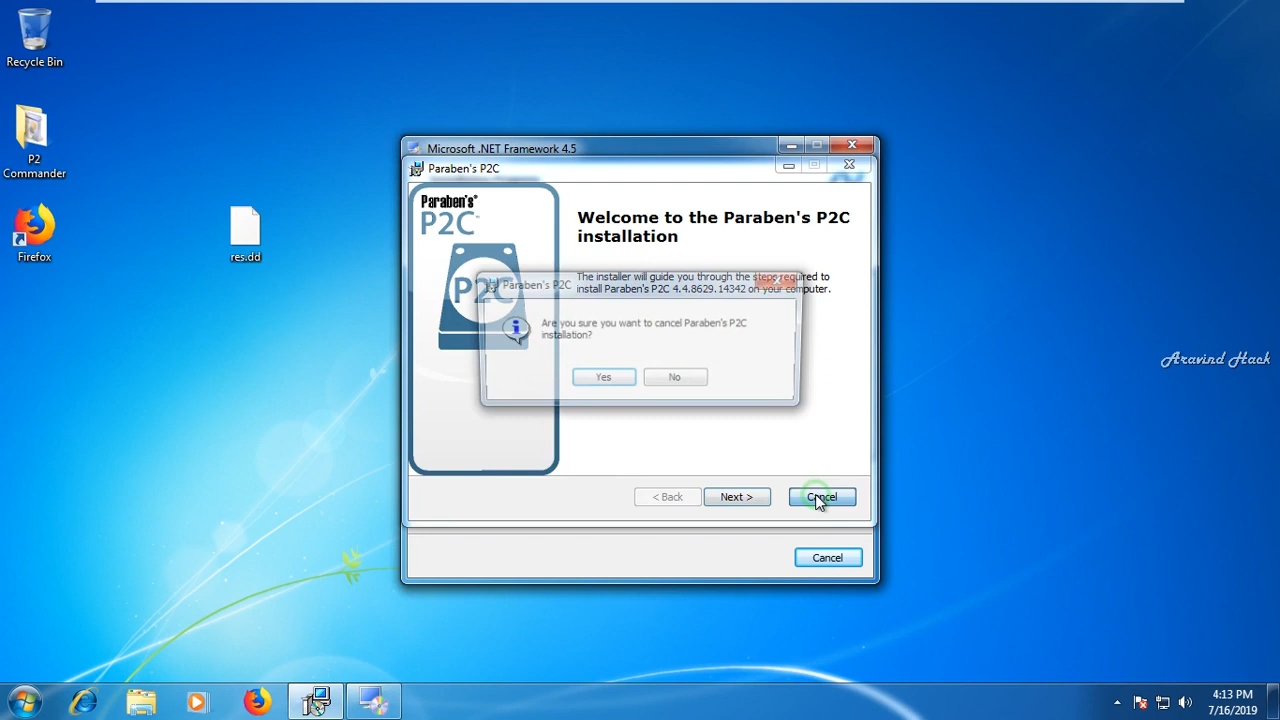 Recycle Bin
P2
Commander
Firefox
res.dd
Microsoft .NET Framework 4.5
Paraben's P2C
Paraben's®
P2C™
P2C
Welcome to the Paraben's P2C
installation
The installer will guide you through the steps required to
install Paraben's P2C 4.4.8629.14342 on your computer.
Paraben's P2C
Are you sure you want to cancel Paraben's P2C
installation?
Yes No
< Back Next > Cancel
Cancel
Aravind Hack
4:13 PM
7/16/2019